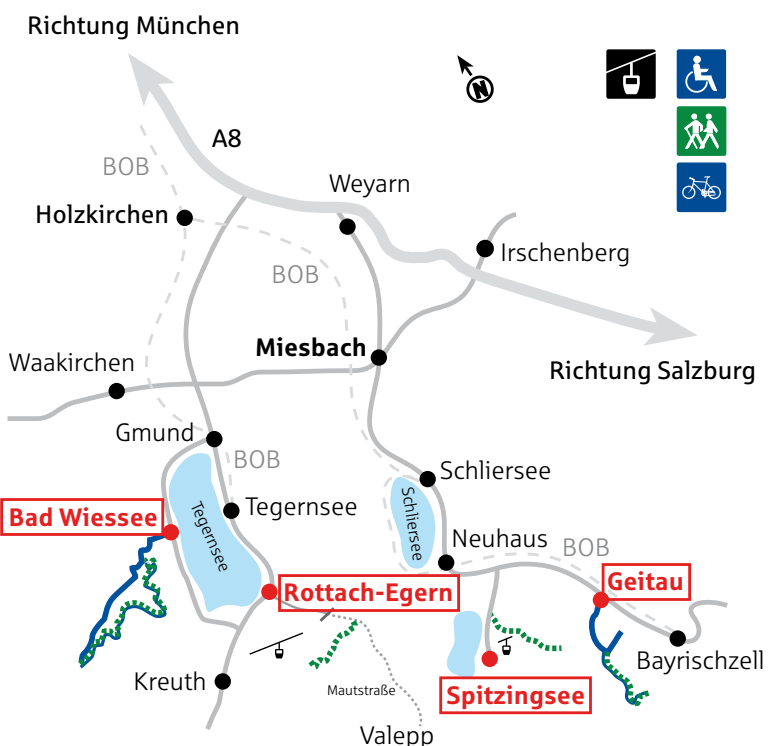 Richtung München
N
A8
BOB
Weyarn
Holzkirchen
Irschenberg
BOB
Miesbach
Waakirchen
Richtung Salzburg
Gmund
BOB
Schliersee
Tegernsee
Schliersee
Bad Wiessee
Tegernsee
Neuhaus
BOB
Geitau
Rottach-Egern
Bayrischzell
Kreuth
Mautstraße
Spitzingsee
Valepp